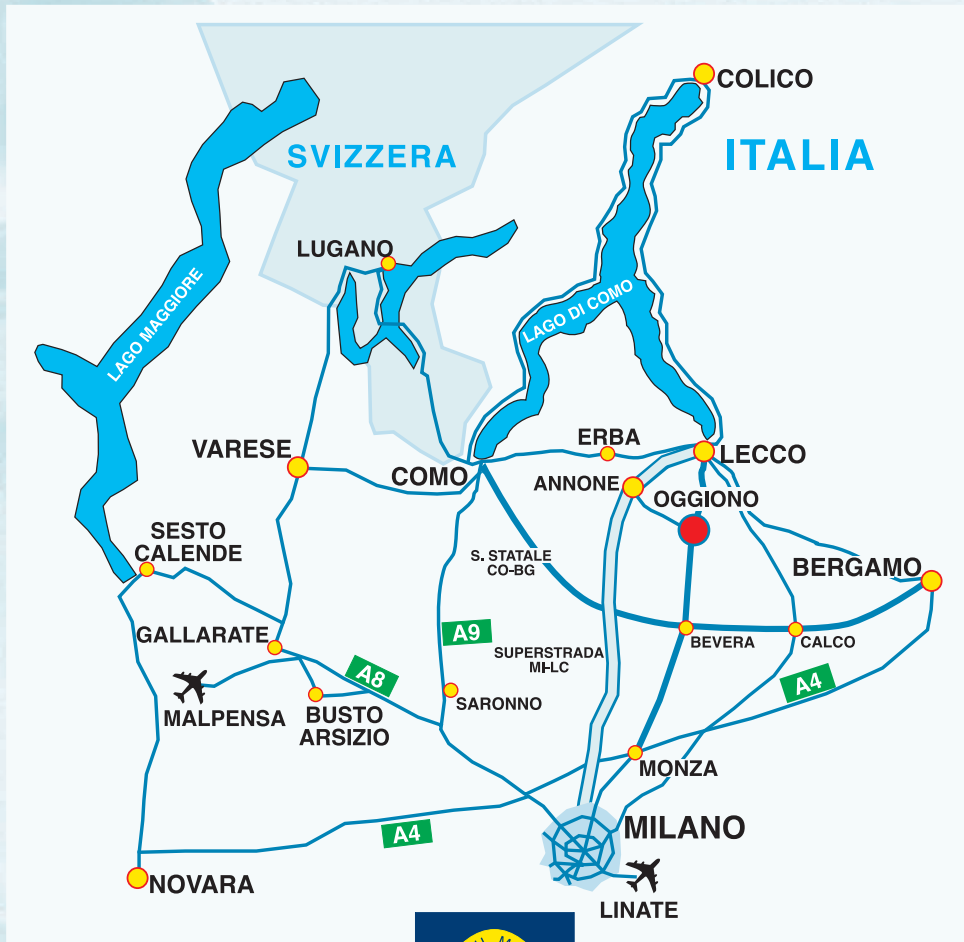 COLICO
ITALIA
SVIZZERA
LUGANO
LAGO MAGGIORE
LAGO DI COMO
ERBA
VARESE
LECCO
COMO
ANNONE
OGGIONO
SESTO
CALENDE
S. STATALE
CO-BG
BERGAMO
GALLARATE
A9
BEVERA
CALCO
SUPERSTRADA
MI-LC
A8
A4
MALPENSA
BUSTO
ARSIZIO
SARONNO
MONZA
MILANO
A4
NOVARA
LINATE